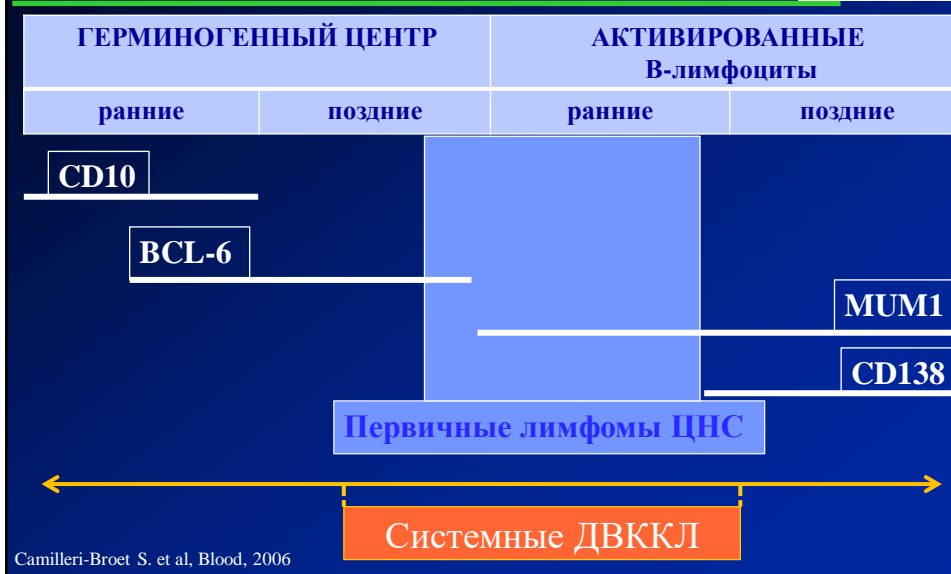 ГЕРМИНОГЕННЫЙ ЦЕНТР
АКТИВИРОВАННЫЕ
В-лимфоциты
ранние
поздние
ранние
поздние
CD10
BCL-6
MUM1
CD138
Первичные лимфомы ЦНС
Системные ДВККЛ
Camilleri-Broet S. et al, Blood, 2006